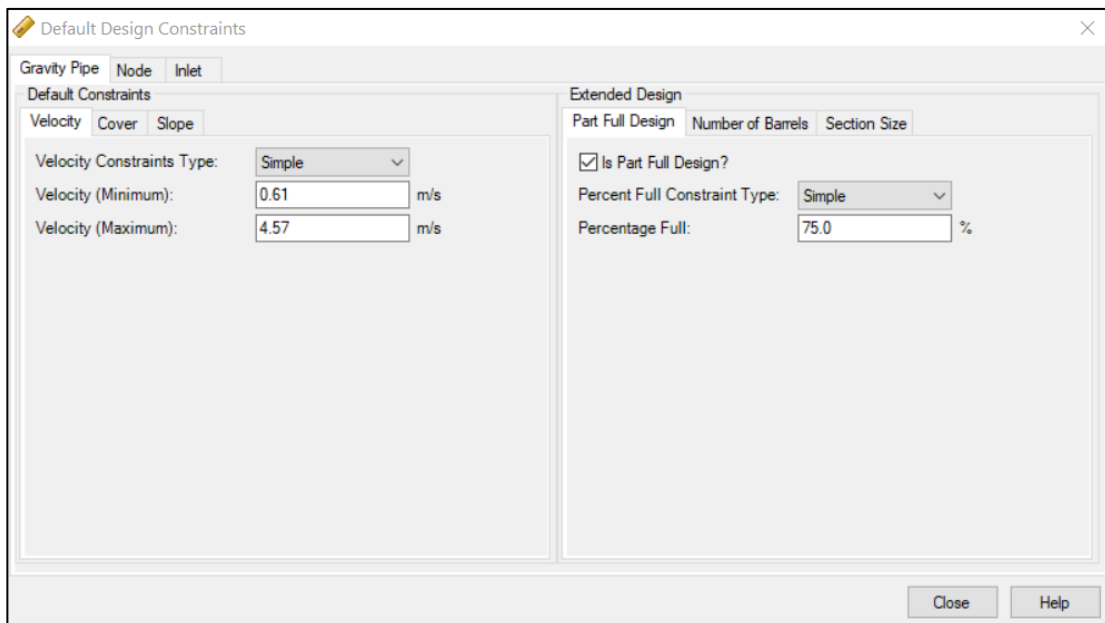 Default Design Constraints
Gravity Pipe Node Inlet
Default Constraints
Velocity Cover Slope
Velocity Constraints Type: Simple
Velocity (Minimum): 0.61 m/s
Velocity (Maximum): 4.57 m/s
Extended Design
Part Full Design Number of Barrels Section Size
Is Part Full Design?
Percent Full Constraint Type: Simple
Percentage Full: 75.0 %
Close Help